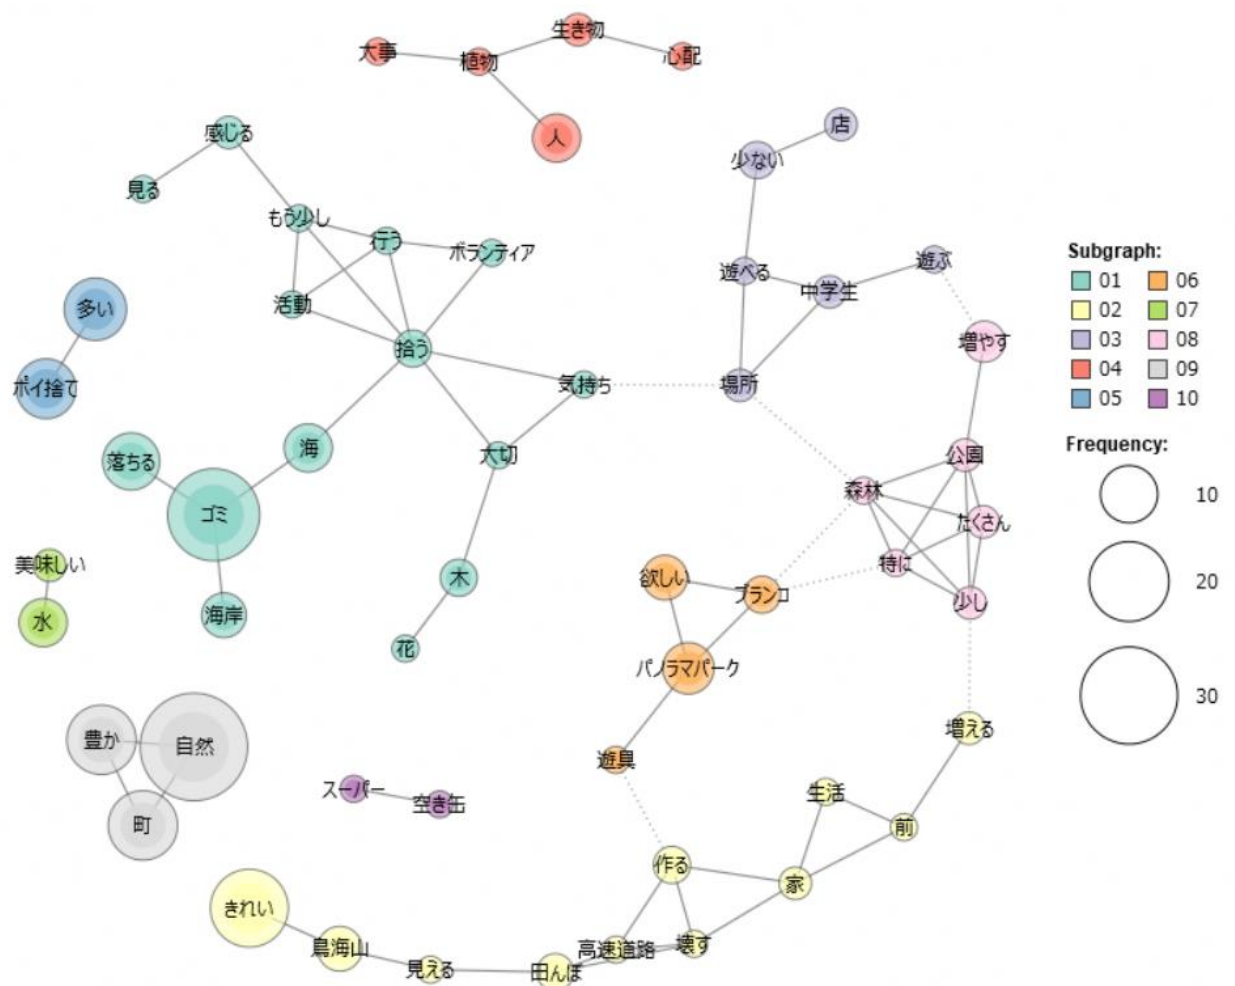 生き物
大事
植物
心配
人
店
感じる
少ない
見る
もう少し
行う
ボランティア
遊べる
中学生
遊ぶ
活動
多い
拾う
増やす
ポイ捨て
気持ち
場所
海
大切
公園
落ちる
森林
ゴミ
たくさん
美味しい
特に
木
欲しい
ブランコ
少し
水
海岸
花
パノラマパーク
豊か
自然
増える
遊具
スーパー
空き缶
生活
町
前
作る
家
きれい
鳥海山
高速道路
壊す
見える
田んぼ
Subgraph:
01 06
02 07
03 08
04 09
05 10
Frequency:
10
20
30